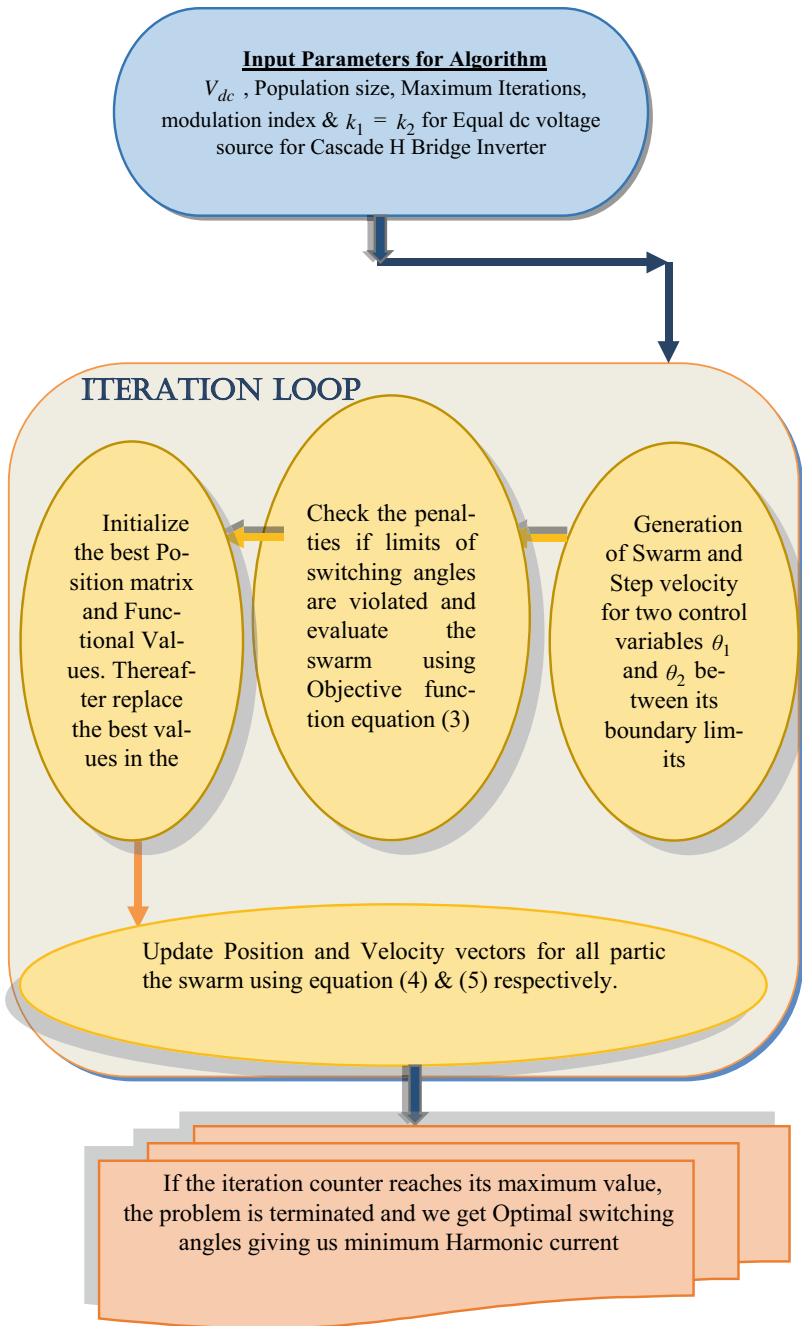 Input Parameters for Algorithm
V_dc , Population size, Maximum Iterations,
modulation index & k_1 = k_2 for Equal dc voltage
source for Cascade H Bridge Inverter
ITERATION LOOP
Initialize
the best Po-
sition matrix
and Func-
tional Val-
ues. Thereaf-
ter replace
the best val-
ues in the
Check the penal-
ties if limits of
switching angles
are violated and
evaluate the
swarm using
Objective func-
tion equation (3)
Generation
of Swarm and
Step velocity
for two control
variables θ_1
and θ_2 be-
tween its
boundary lim-
its
Update Position and Velocity vectors for all partic
the swarm using equation (4) & (5) respectively.
If the iteration counter reaches its maximum value,
the problem is terminated and we get Optimal switching
angles giving us minimum Harmonic current